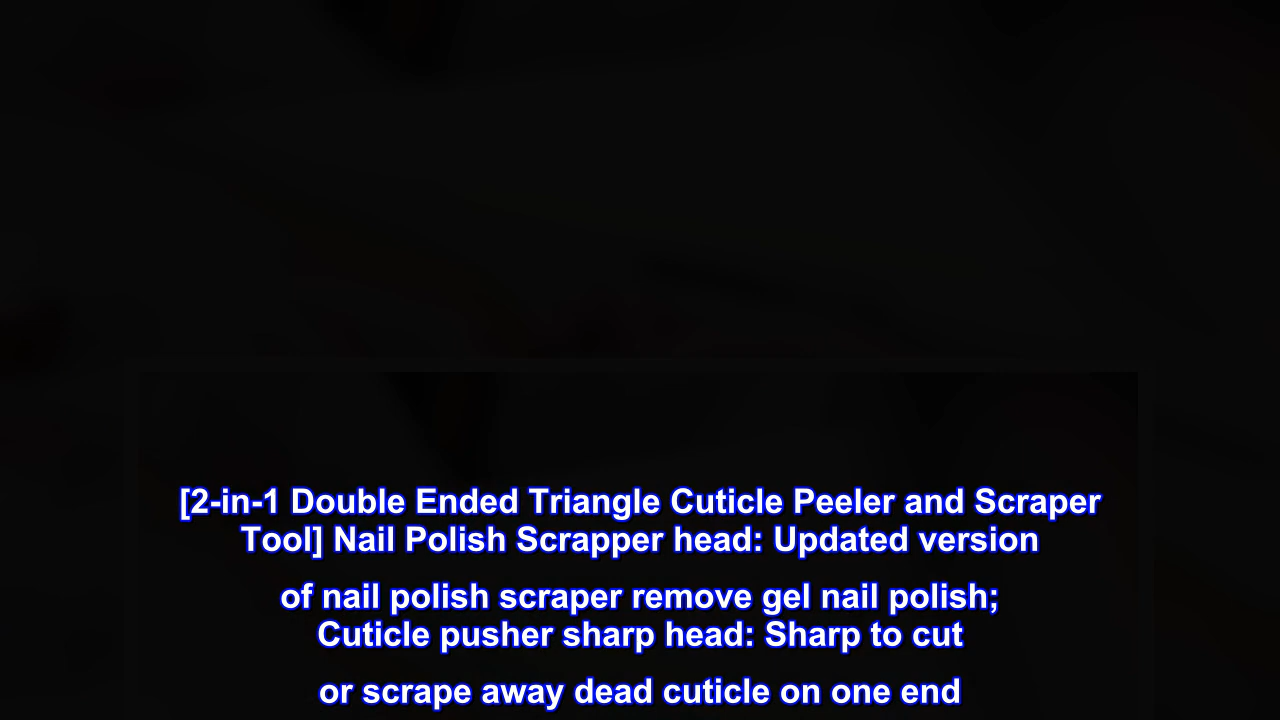 [2-in-1 Double Ended Triangle Cuticle Peeler and Scraper
Tool] Nail Polish Scrapper head: Updated version
of nail polish scraper remove gel nail polish;
Cuticle pusher sharp head: Sharp to cut
or scrape away dead cuticle on one end